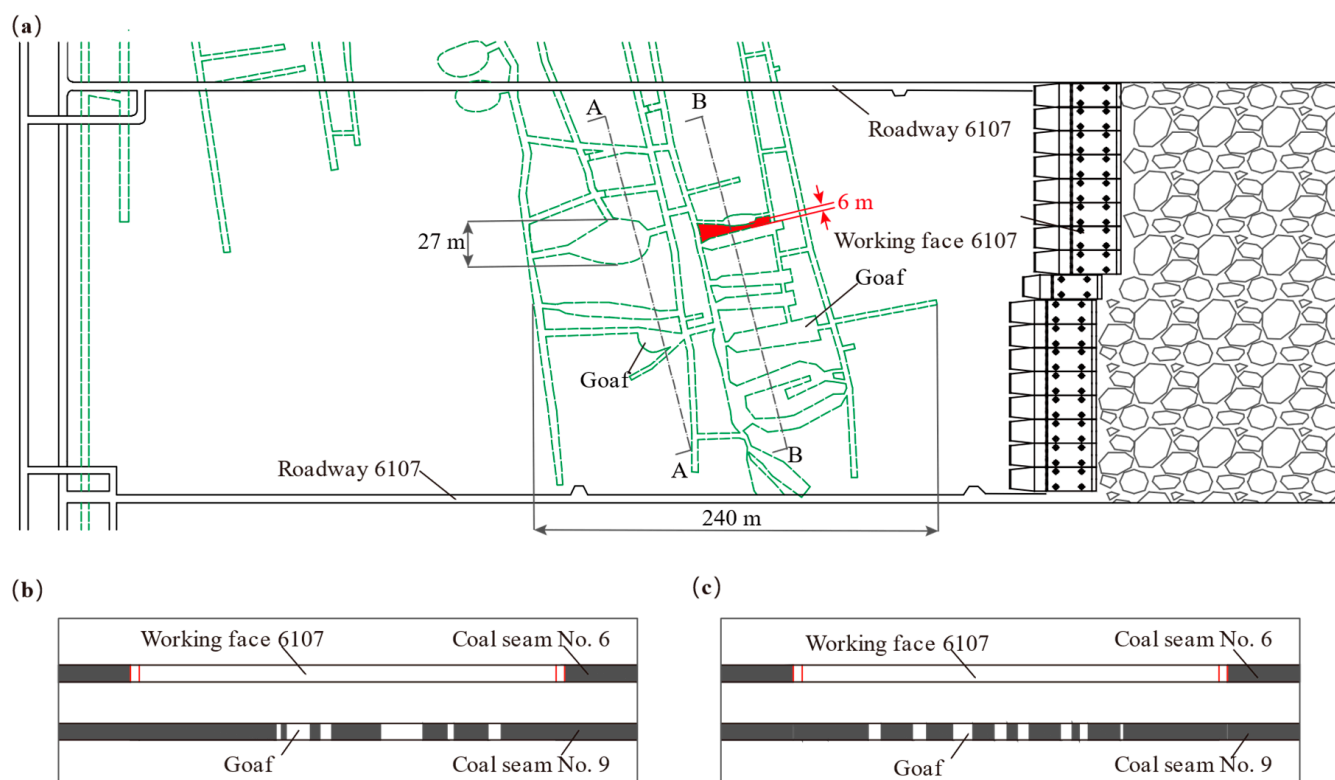 (a)
A
B
Roadway 6107
6 m
27 m
Working face 6107
Goaf
Goaf
A
B
Roadway 6107
240 m
(b)
(c)
Working face 6107
Coal seam No. 6
Working face 6107
Coal seam No. 6
Goaf
Coal seam No. 9
Goaf
Coal seam No. 9